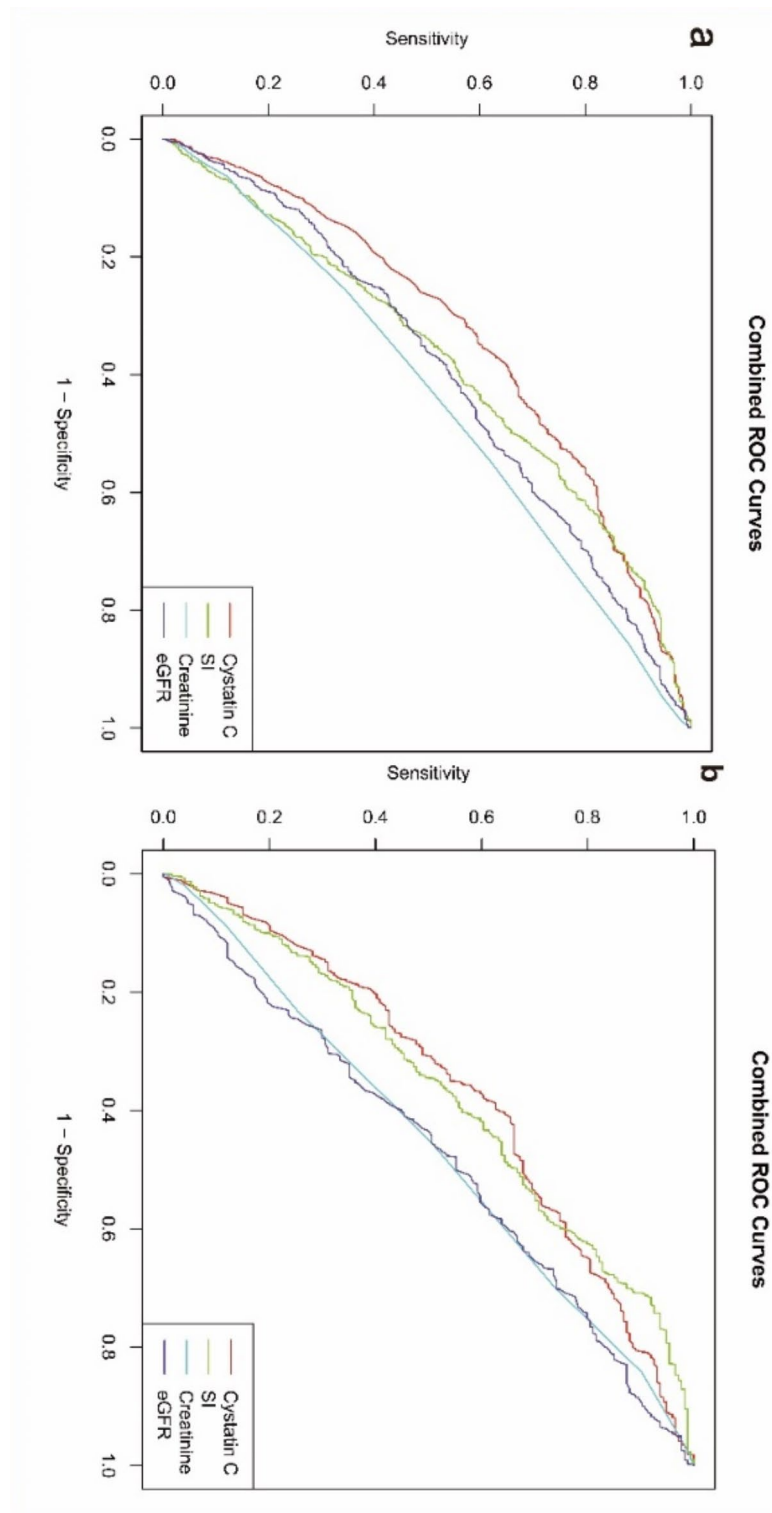 a
Combined ROC Curves
Sensitivity
0.0 0.2 0.4 0.6 0.8 1.0
0.0 0.2 0.4 0.6 0.8 1.0
1 − Specificity
Cystatin C
SI
Creatinine
eGFR
b
Combined ROC Curves
Sensitivity
0.0 0.2 0.4 0.6 0.8 1.0
0.0 0.2 0.4 0.6 0.8 1.0
1 − Specificity
Cystatin C
SI
Creatinine
eGFR